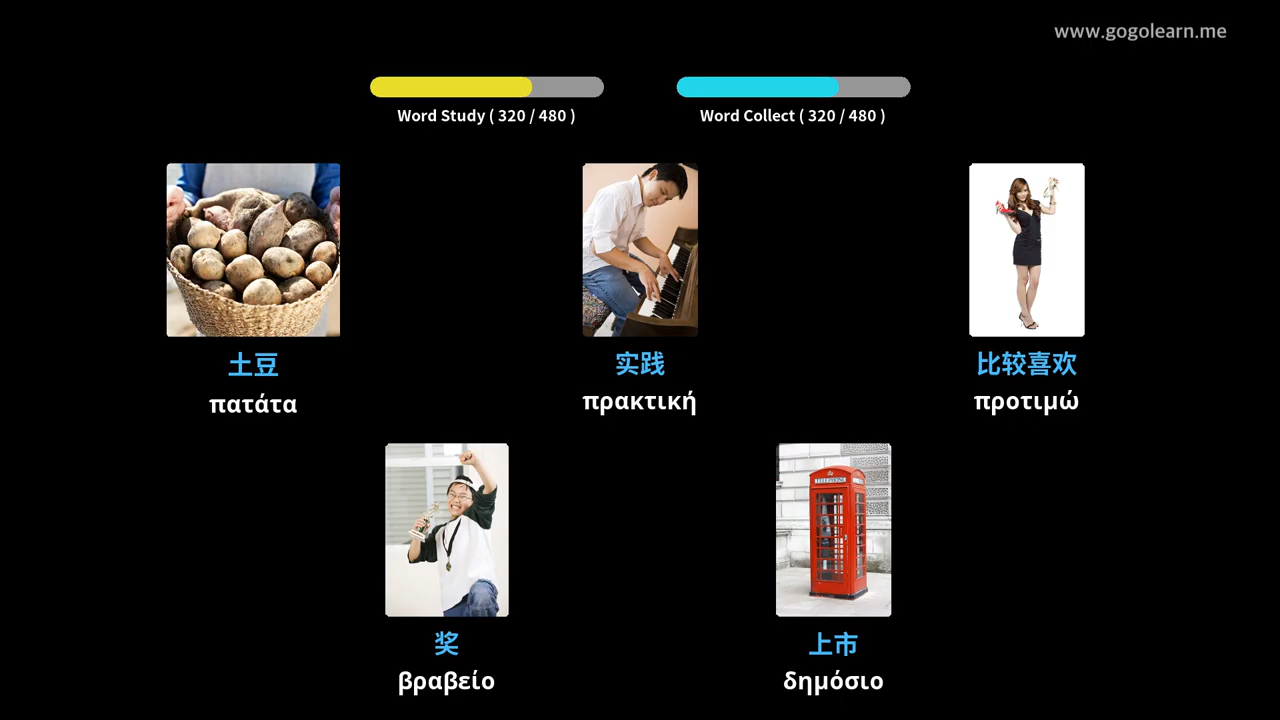 www.gogolearn.me
Word Study ( 320 / 480 )
Word Collect ( 320 / 480 )
土豆
πατάτα
实践
πρακτική
比较喜欢
προτιμώ
TELEPHONE
奖
βραβείο
上市
δημόσιο